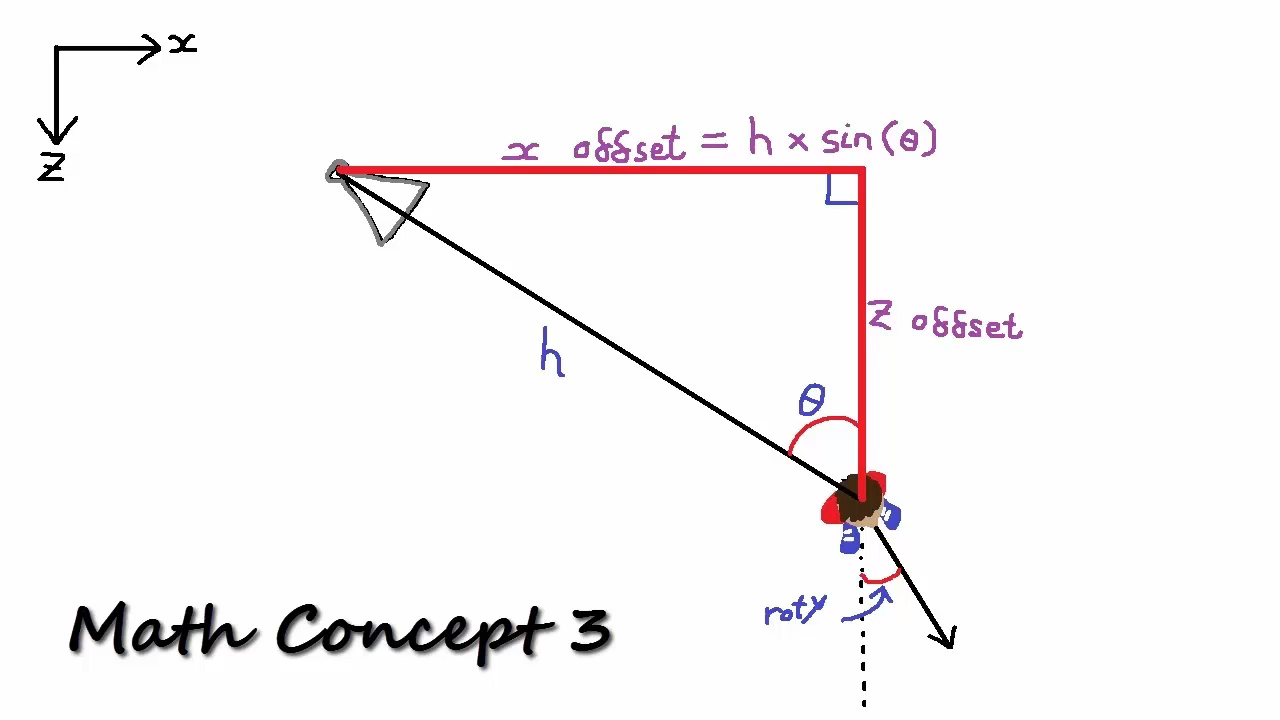 x
z
x offset = h × sin(θ)
z offset
h
θ
roty
Math Concept 3